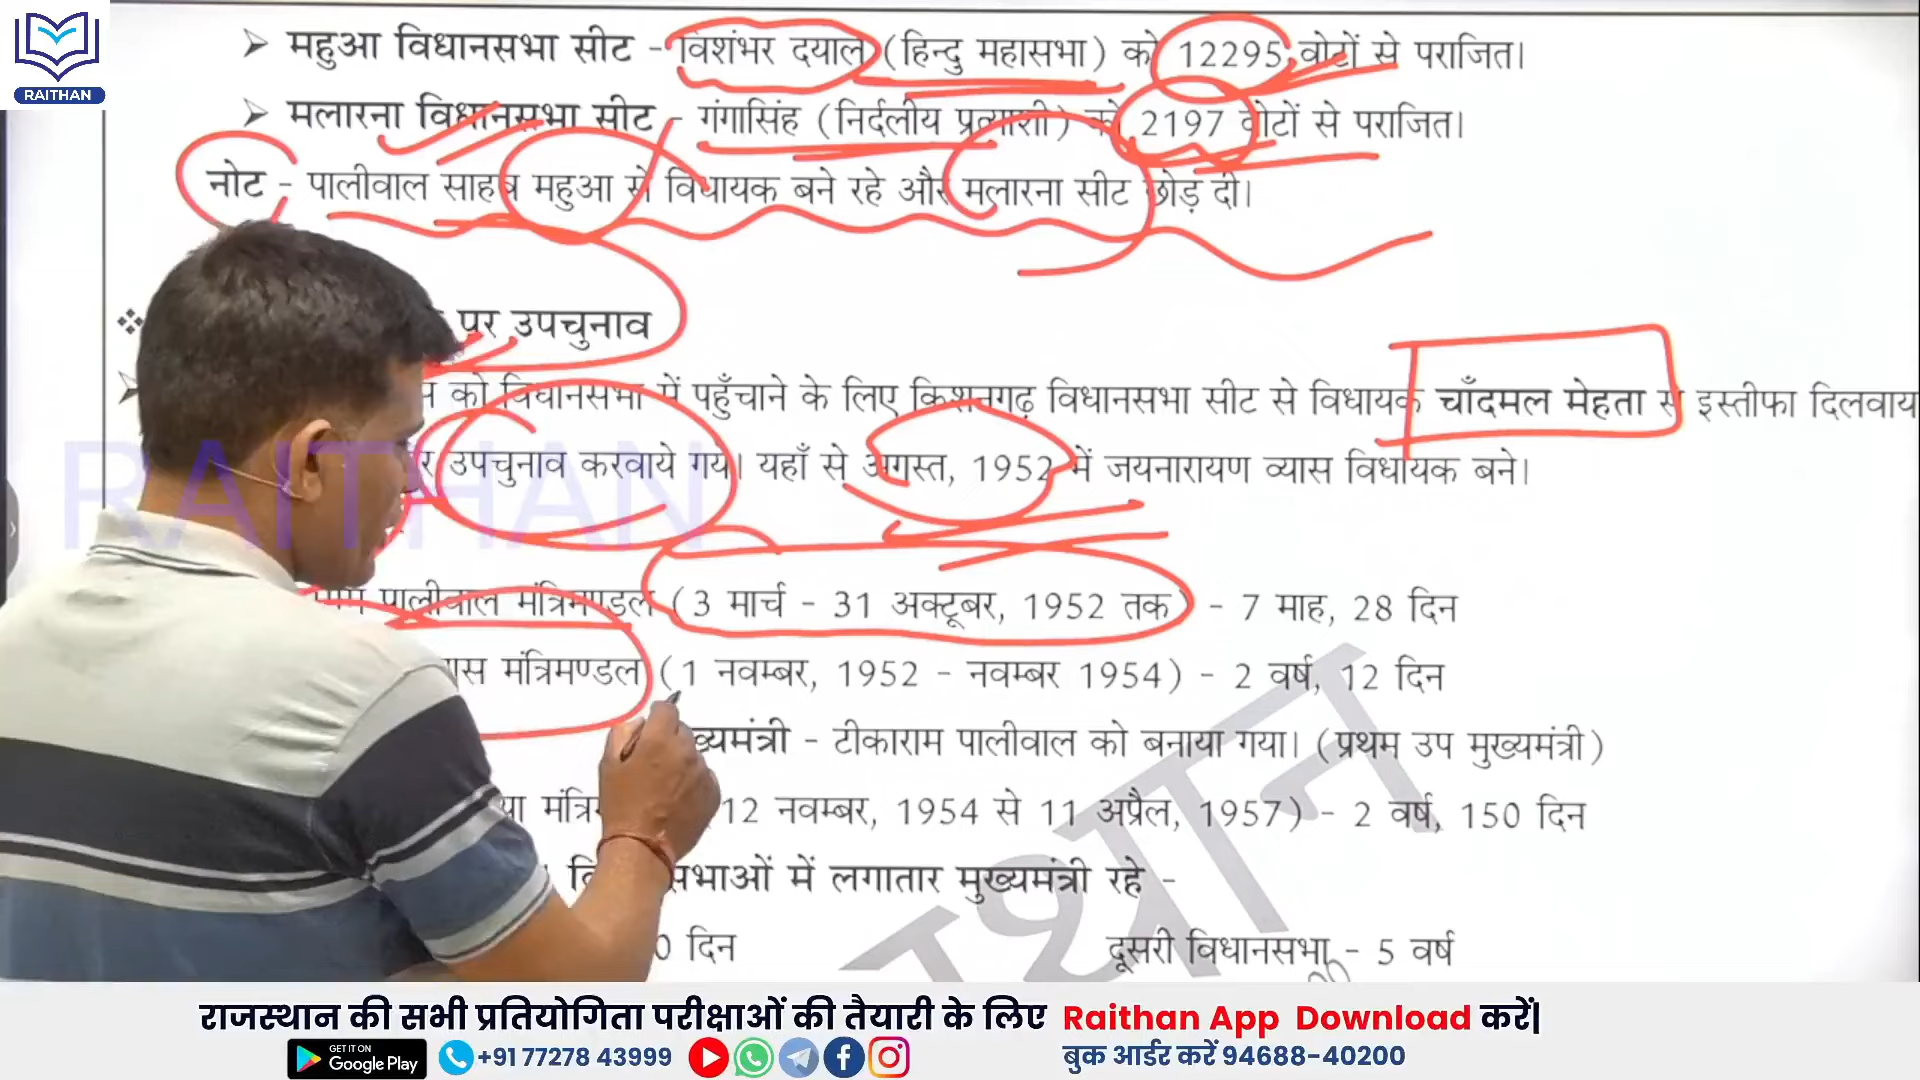 RAITHAN
महुआ विधानसभा सीट - विशंभर दयाल (हिन्दु महासभा) को 12295 वोटों से पराजित।
मलारना विधानसभा सीट - गंगासिंह (निर्दलीय प्रत्याशी) को 2197 वोटों से पराजित।
नोट - पालीवाल साहब महुआ से विधायक बने रहे और मलारना सीट छोड़ दी।
पर उपचुनाव
को विधानसभा में पहुँचाने के लिए किशनगढ़ विधानसभा सीट से विधायक चाँदमल मेहता से इस्तीफा दिलवाय
उपचुनाव करवाये गये। यहाँ से अगस्त, 1952 में जयनारायण व्यास विधायक बने।
RAITHAN
पालीवाल मंत्रिमण्डल (3 मार्च - 31 अक्टूबर, 1952 तक) - 7 माह, 28 दिन
मंत्रिमण्डल (1 नवम्बर, 1952 - नवम्बर 1954) - 2 वर्ष, 12 दिन
ख्यमंत्री - टीकाराम पालीवाल को बनाया गया। (प्रथम उप मुख्यमंत्री)
12 नवम्बर, 1954 से 11 अप्रैल, 1957) - 2 वर्ष, 150 दिन
सभाओं में लगातार मुख्यमंत्री रहे -
0 दिन दूसरी विधानसभा - 5 वर्ष
राजस्थान की सभी प्रतियोगिता परीक्षाओं की तैयारी के लिए Raithan App Download करें|
GET IT ON Google Play +91 77278 43999 बुक आर्डर करें 94688-40200